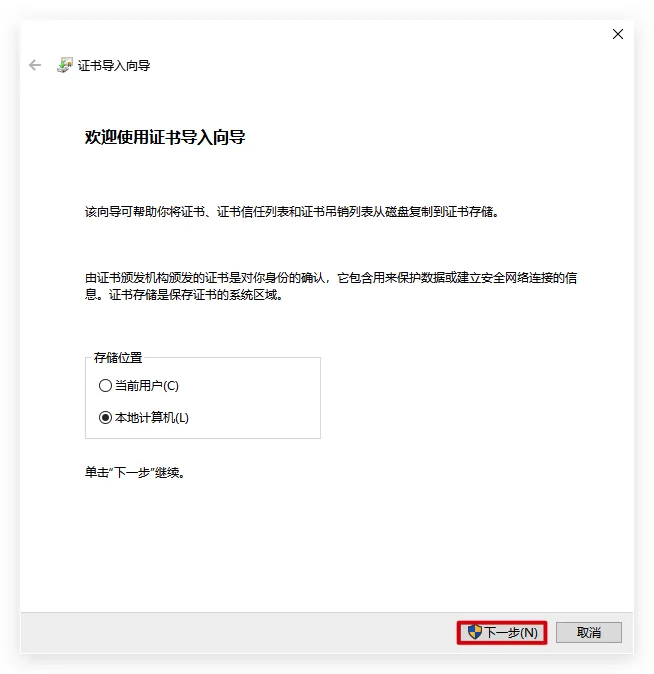 证书导入向导
欢迎使用证书导入向导
该向导可帮助你将证书、证书信任列表和证书吊销列表从磁盘复制到证书存储。
由证书颁发机构颁发的证书是对你身份的确认，它包含用来保护数据或建立安全网络连接的信
息。证书存储是保存证书的系统区域。
存储位置
当前用户(C)
本地计算机(L)
单击“下一步”继续。
下一步(N)
取消